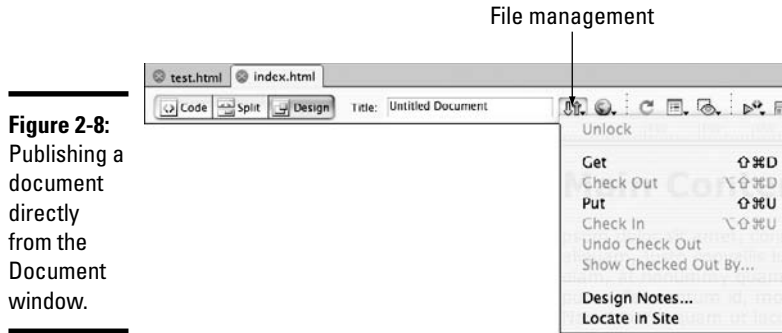 File management
test.html index.html
Code Split Design Title: Untitled Document
Figure 2-8:
Publishing a
document
directly
from the
Document
window.
Unlock
Get ⇧⌘D
Check Out ⌥⇧⌘D
Put ⇧⌘U
Check In ⌥⇧⌘U
Undo Check Out
Show Checked Out By...
Design Notes...
Locate in Site